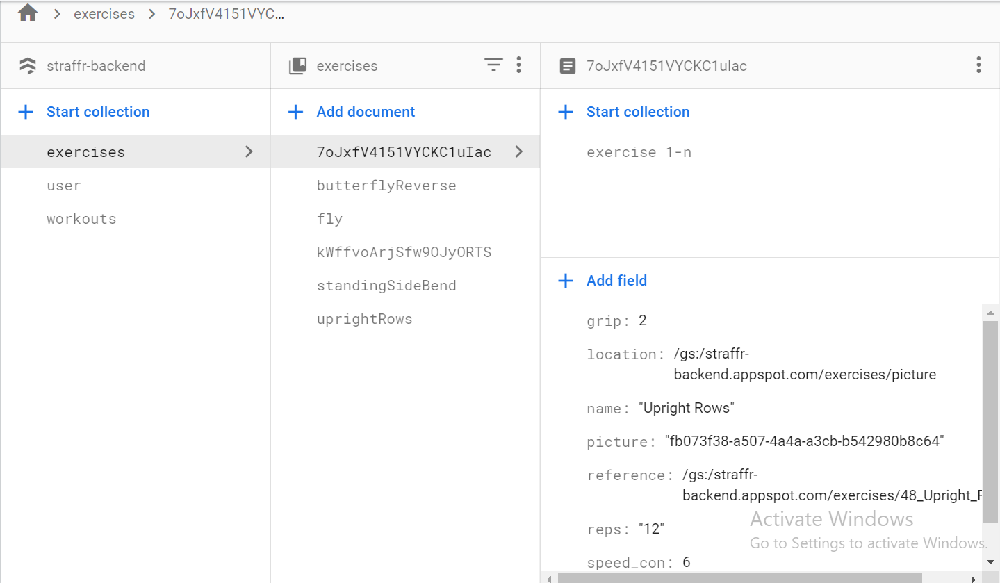 exercises
7oJxfV4151VYC…
straffr-backend
Start collection
exercises
user
workouts
exercises
Add document
7oJxfV4151VYCKC1uIac
butterflyReverse
fly
kWffvoArjSfw9OJyORTS
standingSideBend
uprightRows
7oJxfV4151VYCKC1uIac
Start collection
exercise 1-n
Add field
grip: 2
location: /gs:/straffr-
backend.appspot.com/exercises/picture
name: "Upright Rows"
picture: "fb073f38-a507-4a4a-a3cb-b542980b8c64"
reference: /gs:/straffr-
backend.appspot.com/exercises/48_Upright_
reps: "12"
speed_con: 6
Activate Windows
Go to Settings to activate Windows.